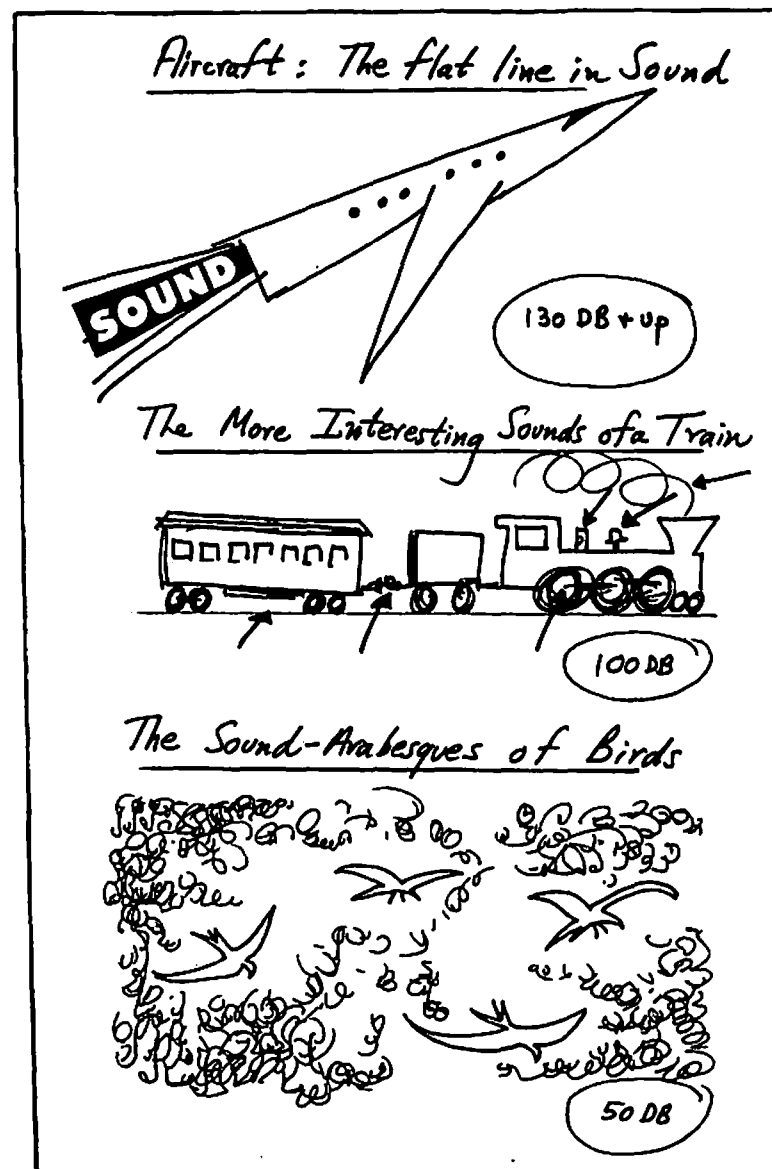 Aircraft: The flat line in Sound
SOUND
130 DB + up
The More Interesting Sounds of a Train
100 DB
The Sound-Arabesques of Birds
50 DB